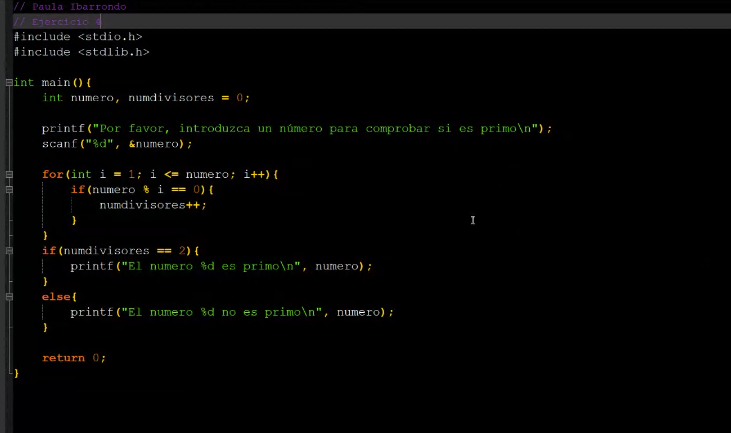 // Paula Ibarrondo
// Ejercicio 4
#include <stdio.h>
#include <stdlib.h>
int main(){
int numero, numdivisores = 0;
printf("Por favor, introduzca un número para comprobar si es primo\n");
scanf("%d", &numero);
for(int i = 1; i <= numero; i++){
if(numero % i == 0){
numdivisores++;
}
}
if(numdivisores == 2){
printf("El numero %d es primo\n", numero);
}
else{
printf("El numero %d no es primo\n", numero);
}
return 0;
}